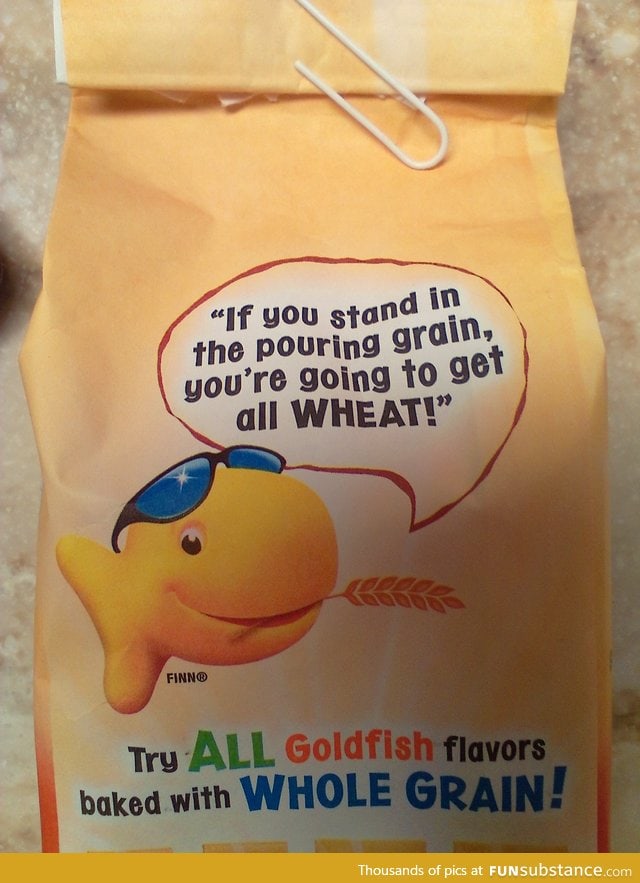 “If you stand in
the pouring grain,
you’re going to get
all WHEAT!”
FINN®
Try ALL Goldfish flavors
baked with WHOLE GRAIN!
Thousands of pics at FUNsubstance.com